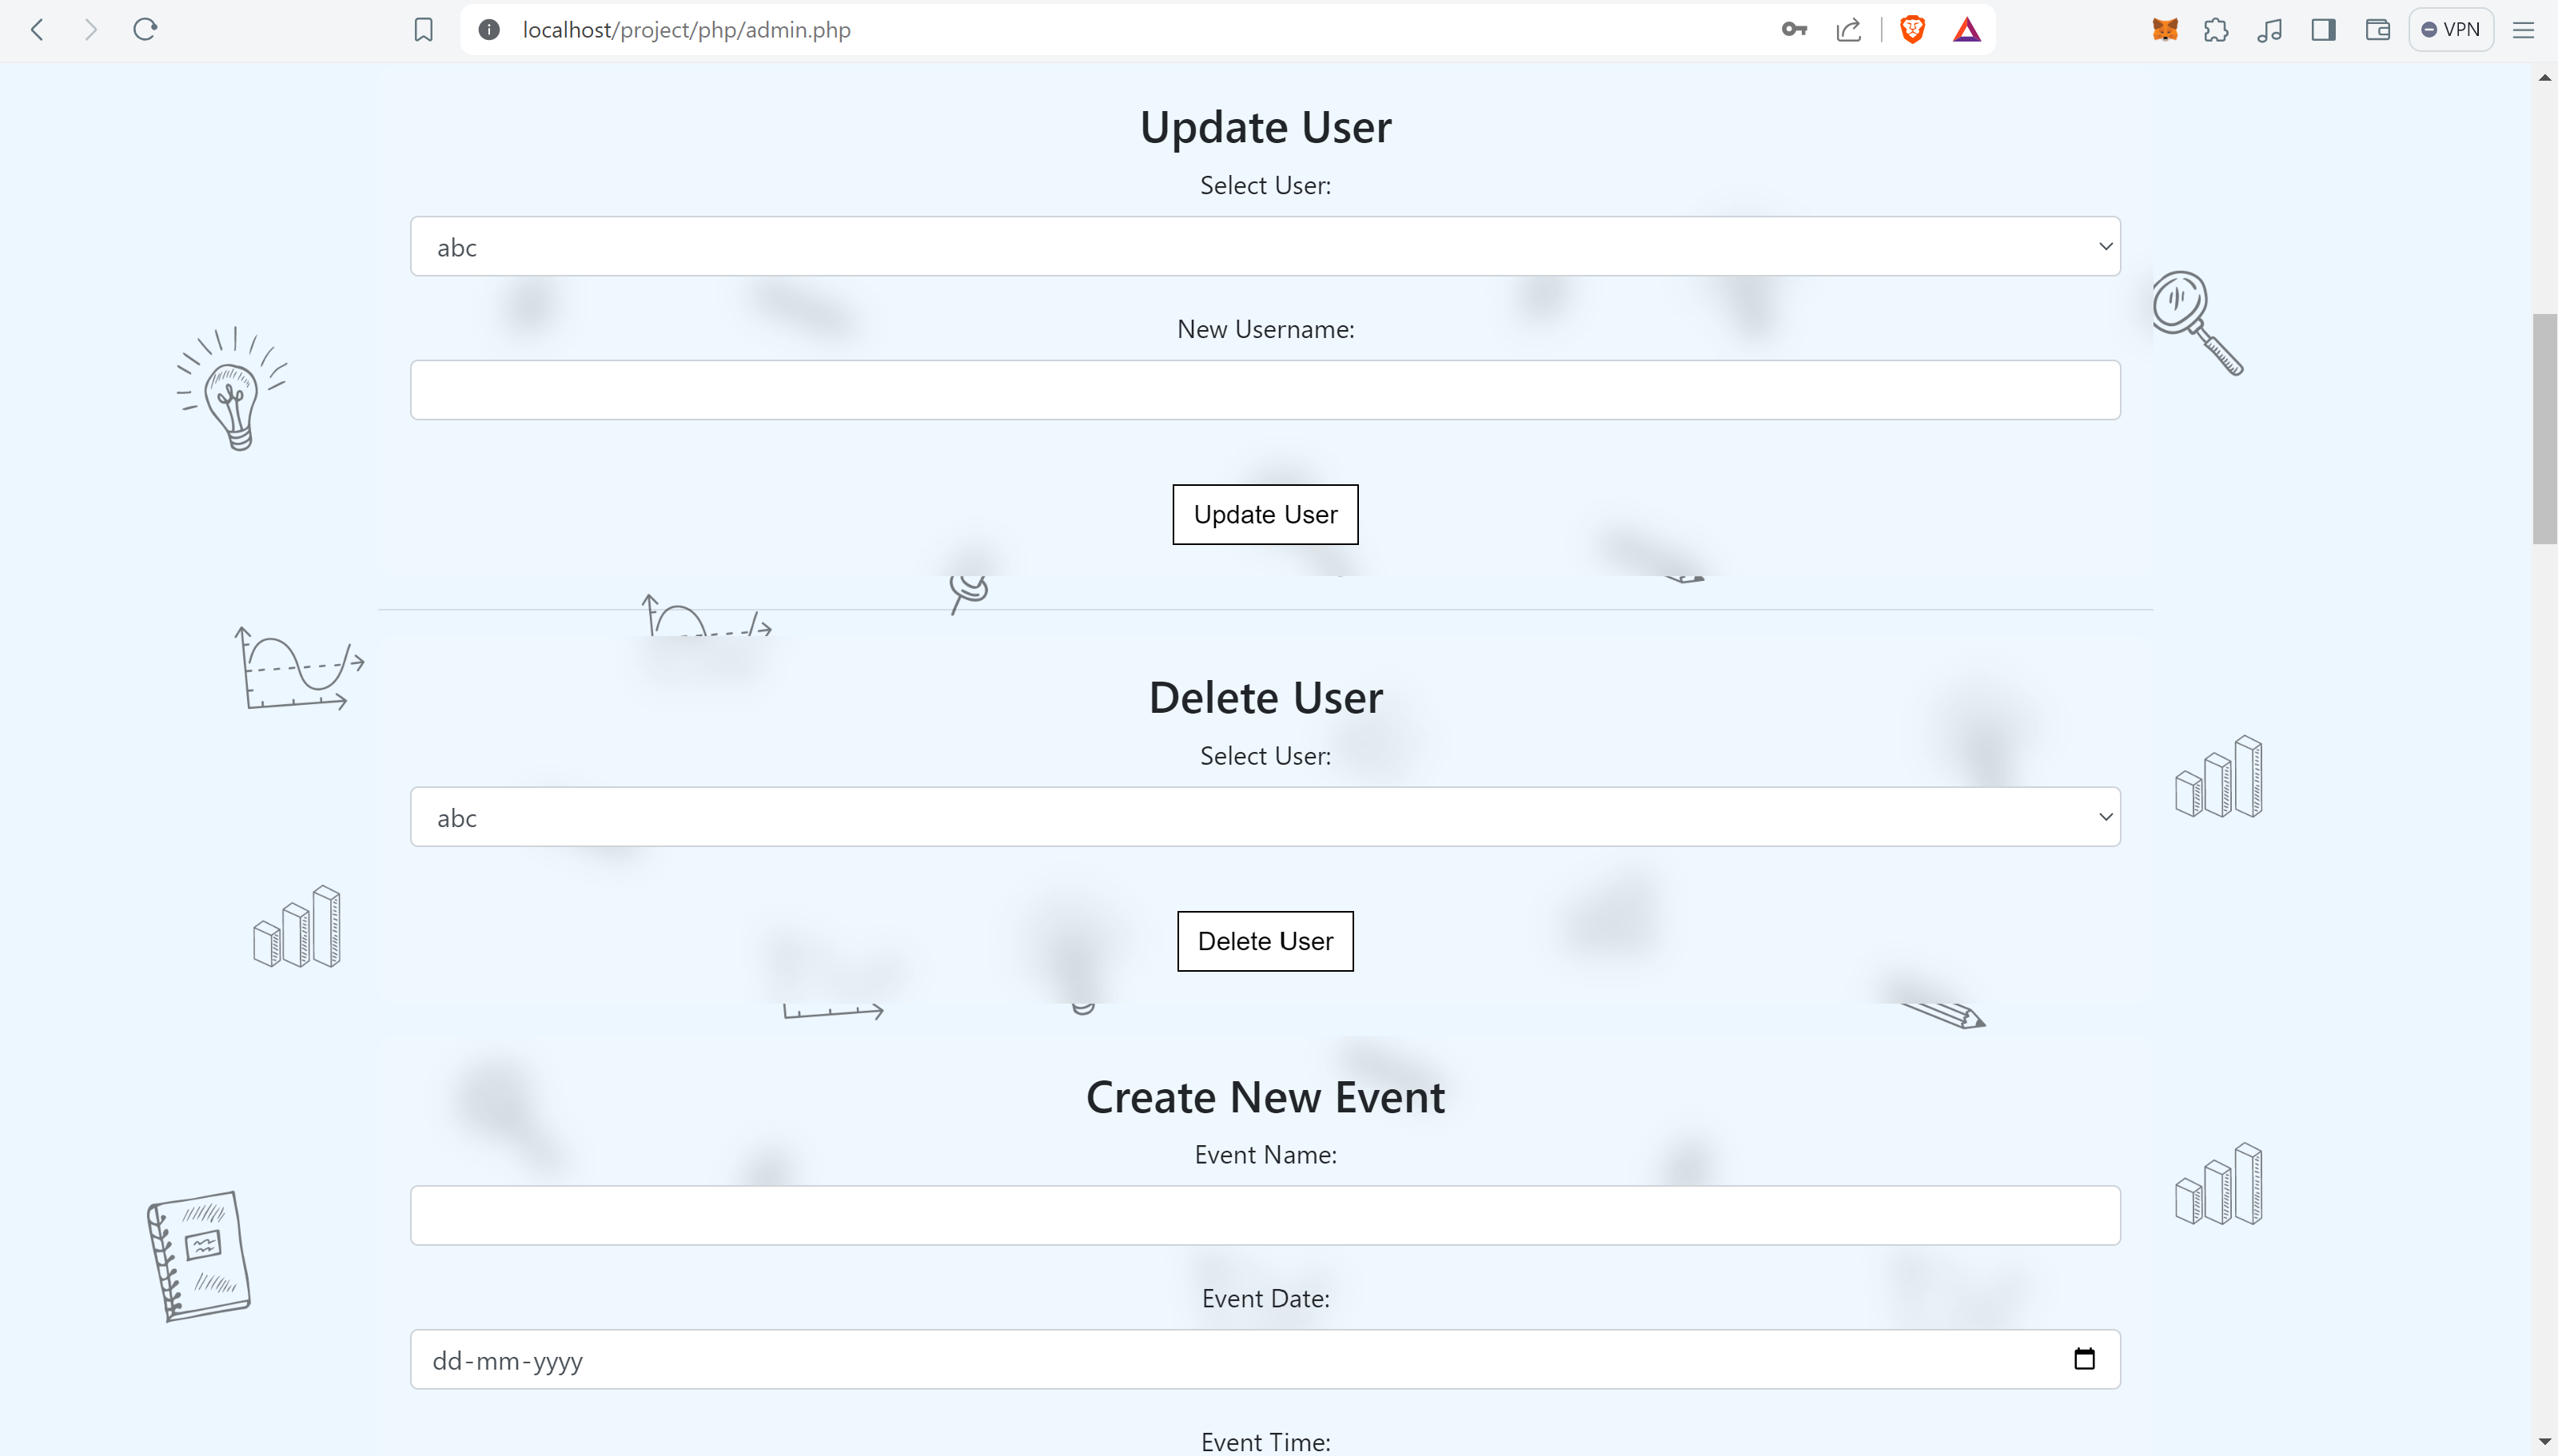 localhost/project/php/admin.php
VPN
Update User
Select User:
abc
New Username:
Update User
Delete User
Select User:
abc
Delete User
Create New Event
Event Name:
Event Date:
dd-mm-yyyy
Event Time: